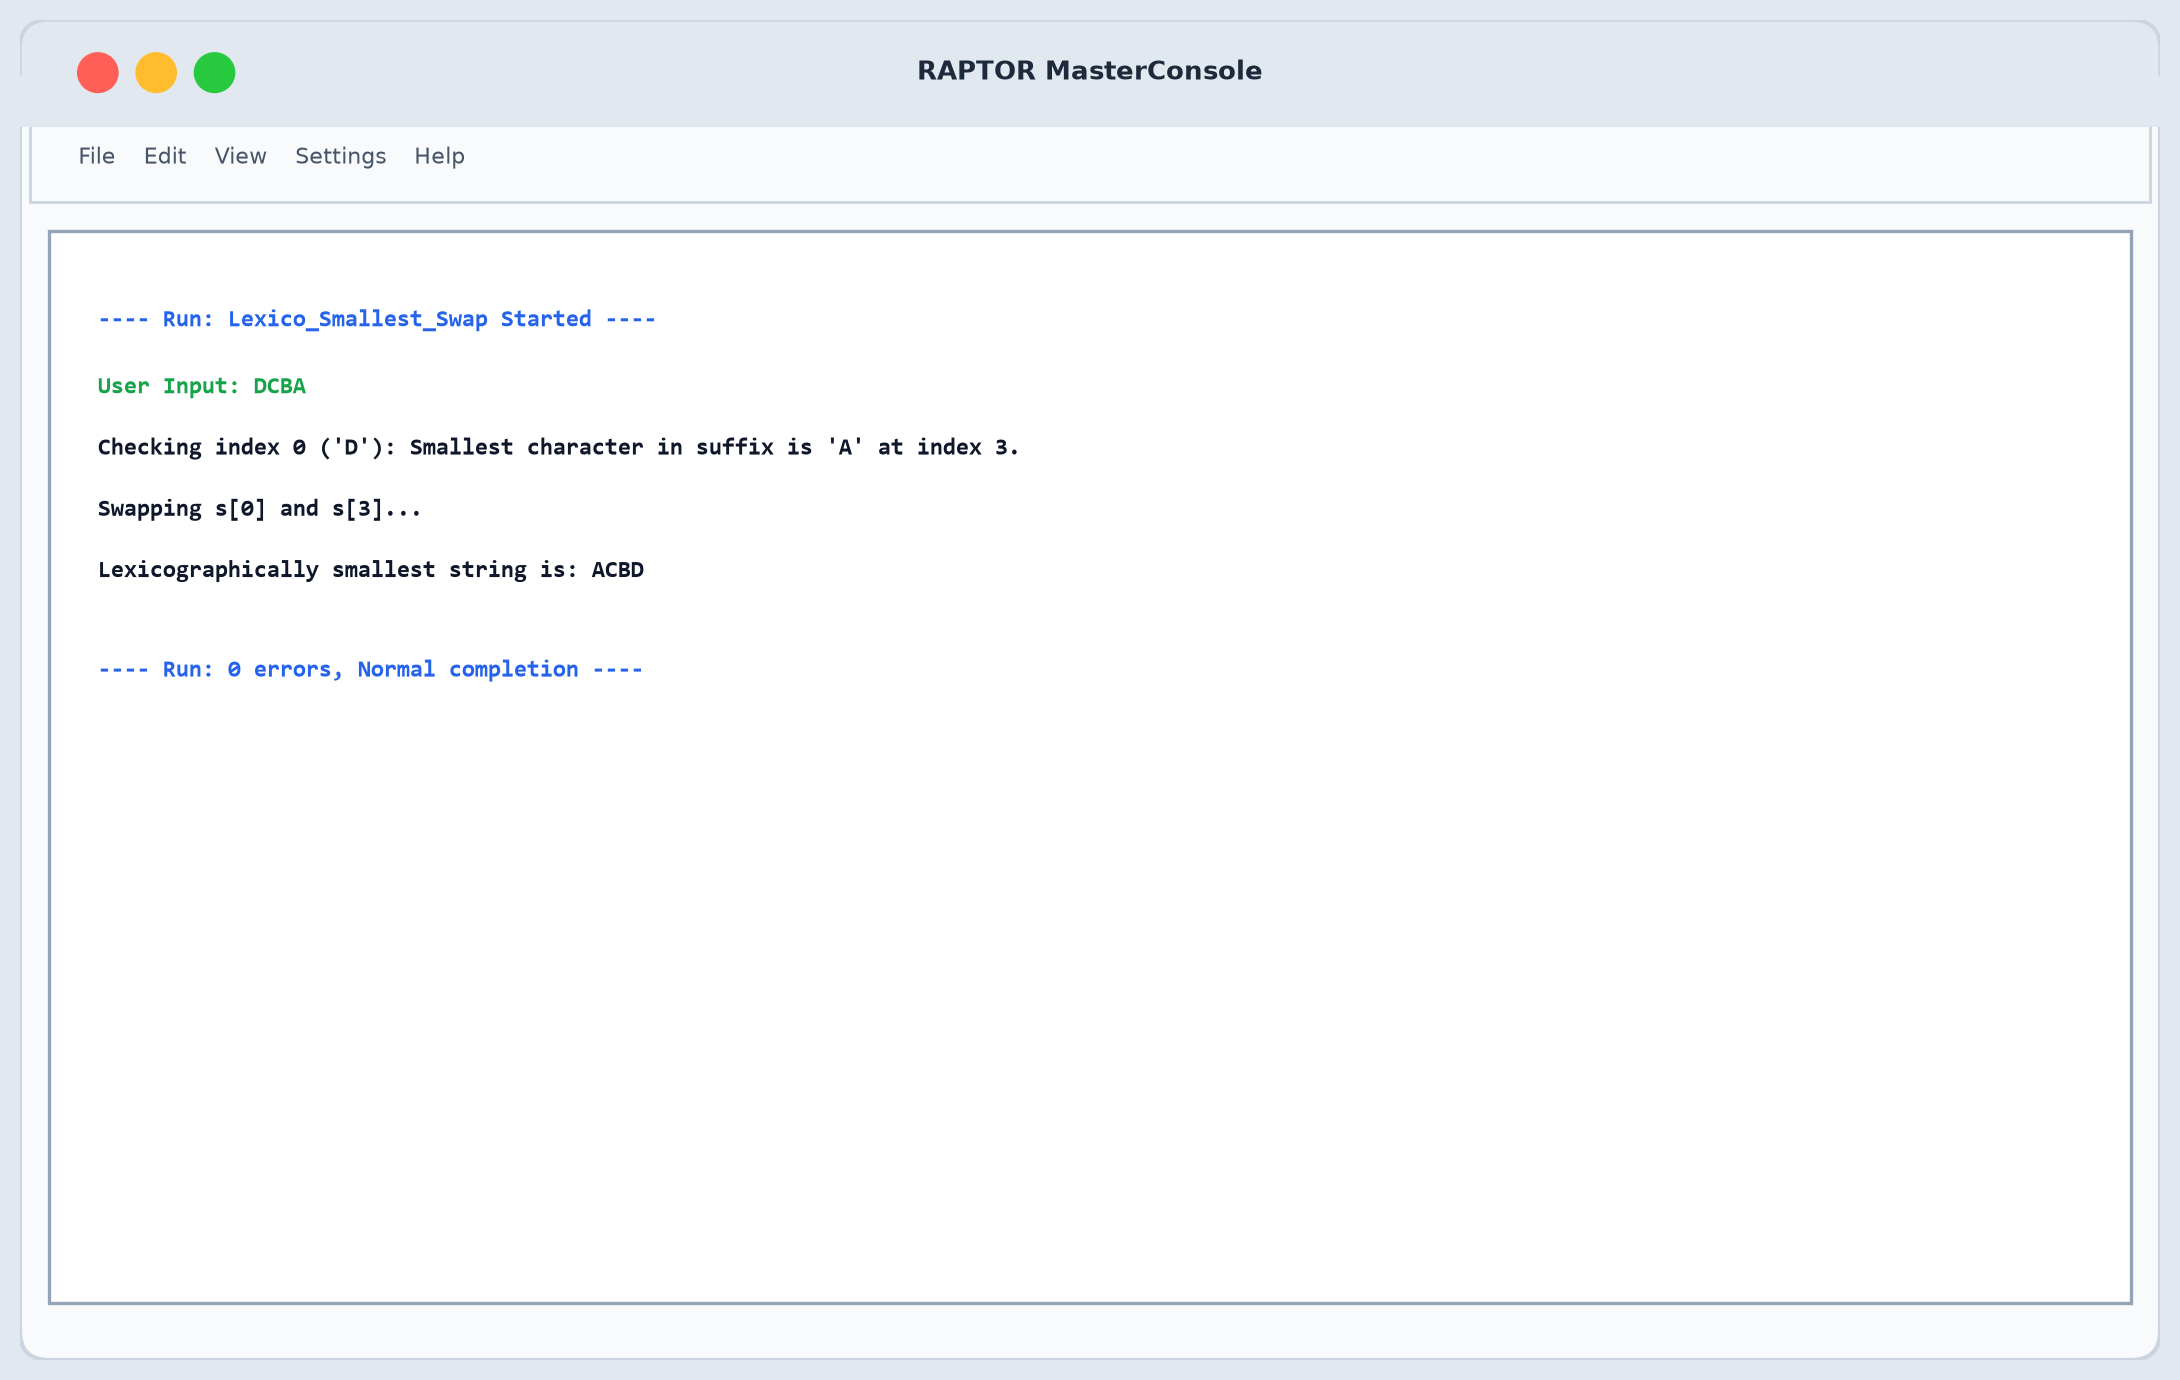 RAPTOR MasterConsole
File Edit View Settings Help
---- Run: Lexico_Smallest_Swap Started ----
User Input: DCBA
Checking index 0 ('D'): Smallest character in suffix is 'A' at index 3.
Swapping s[0] and s[3]...
Lexicographically smallest string is: ACBD
---- Run: 0 errors, Normal completion ----